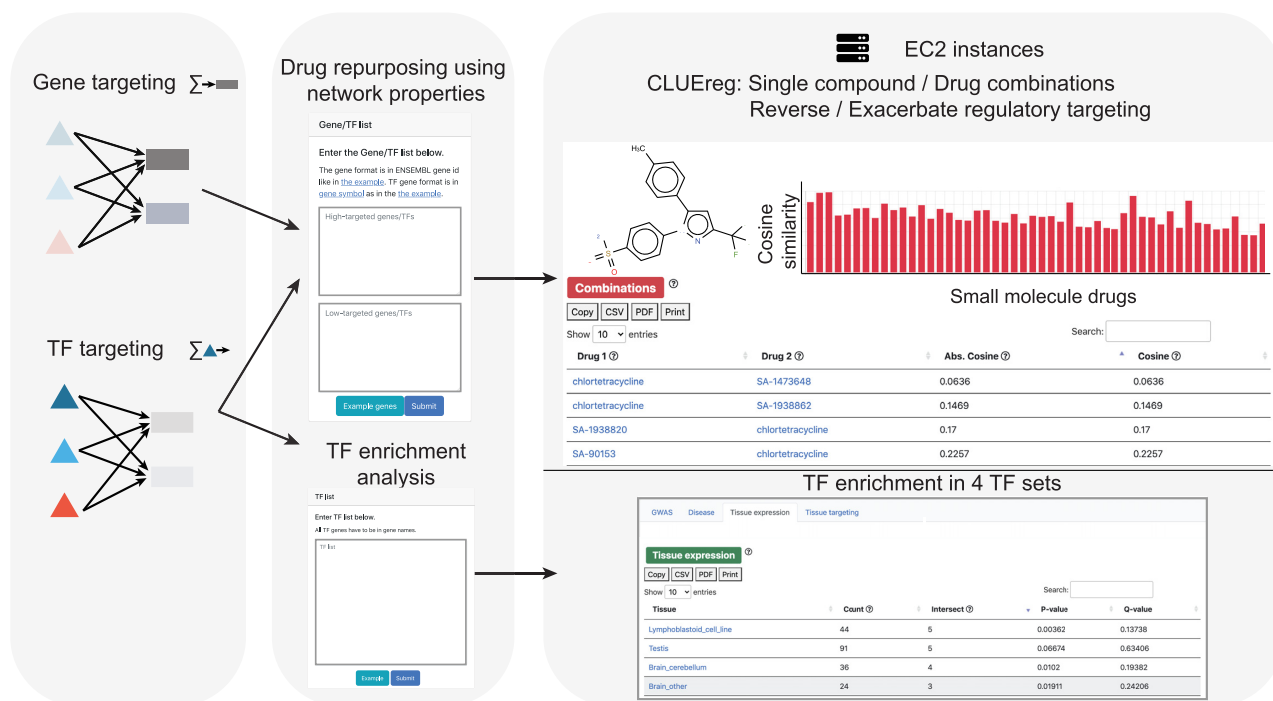 Gene targeting ∑→
TF targeting ∑→
Drug repurposing using
network properties
Gene/TF list
Enter the Gene/TF list below.
The gene format is in ENSEMBL gene id
like in the example. TF gene format is in
gene symbol as in the example.
High-targeted genes/TFs
Low-targeted genes/TFs
Example genes Submit
TF enrichment
analysis
TF list
Enter TF list below.
All TF genes have to be in gene names.
TF list
Example Submit
EC2 instances
CLUEreg: Single compound / Drug combinations
Reverse / Exacerbate regulatory targeting
H₃C
N
F
S
O
Cosine
similarity
Small molecule drugs
Combinations ?
Copy CSV PDF Print
Show 10 entries
Search:
Drug 1 ? Drug 2 ? Abs. Cosine ? Cosine ?
chlortetracycline SA-1473648 0.0636 0.0636
chlortetracycline SA-1938862 0.1469 0.1469
SA-1938820 chlortetracycline 0.17 0.17
SA-90153 chlortetracycline 0.2257 0.2257
TF enrichment in 4 TF sets
GWAS Disease Tissue expression Tissue targeting
Tissue expression ?
Copy CSV PDF Print
Show 10 entries
Search:
Tissue Count ? Intersect ? P-value Q-value
Lymphoblastoid_cell_line 44 5 0.00362 0.13738
Testis 91 5 0.06674 0.63406
Brain_cerebellum 36 4 0.0102 0.19382
Brain_other 24 3 0.01911 0.24206